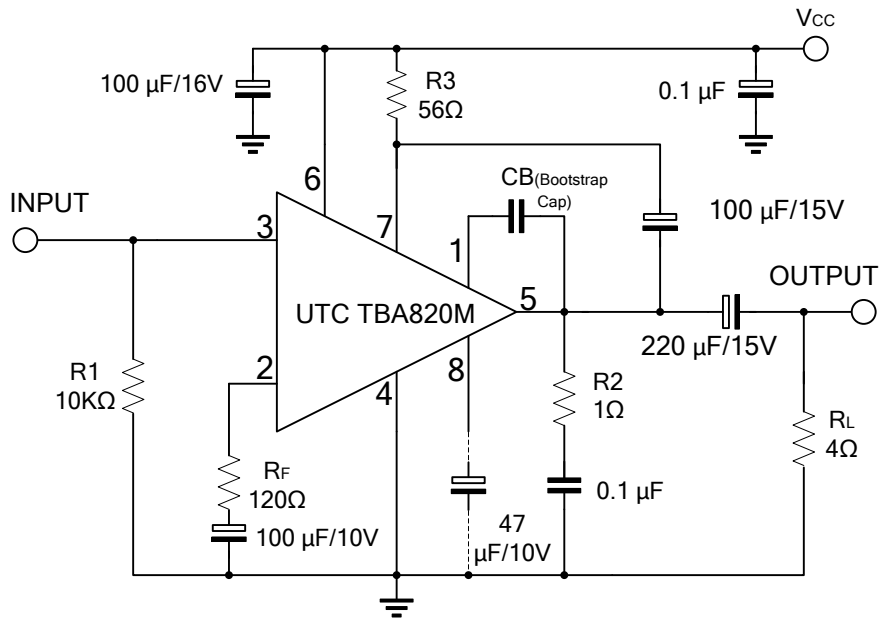 VCC
100 µF/16V
R3
56Ω
0.1 µF
6
7
CB(Bootstrap
Cap)
100 µF/15V
INPUT
3
1
OUTPUT
UTC TBA820M
5
220 µF/15V
R1
10KΩ
2
4
8
R2
1Ω
RL
4Ω
RF
120Ω
100 µF/10V
47
µF/10V
0.1 µF